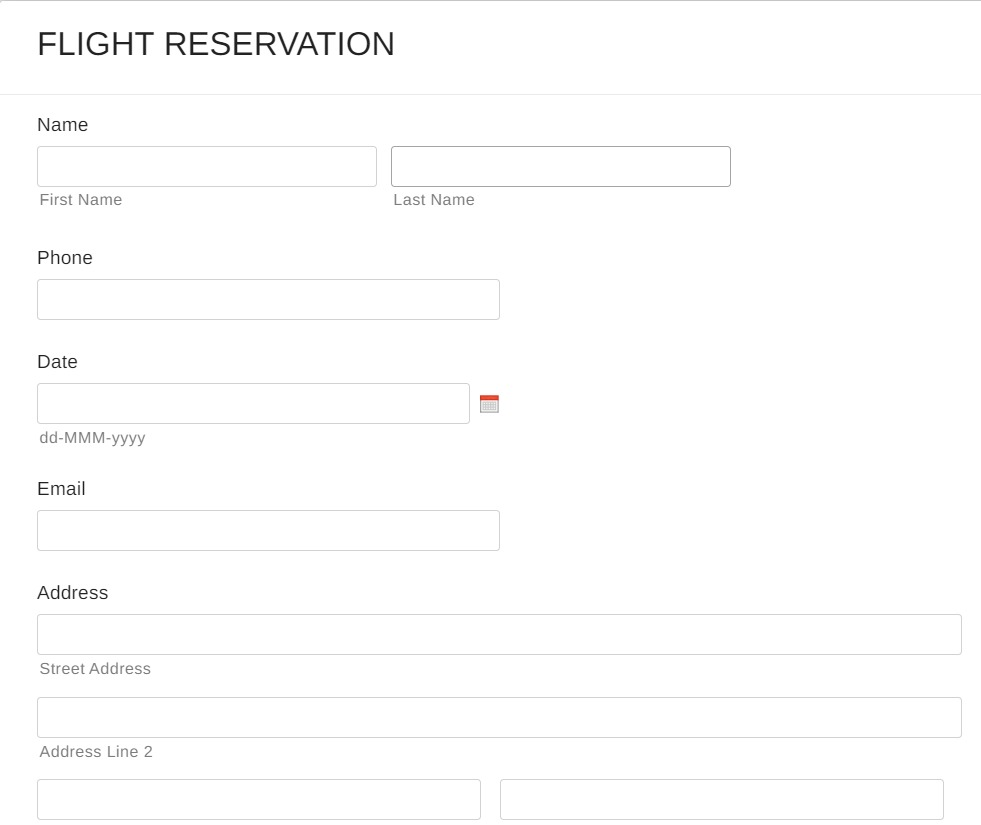 FLIGHT RESERVATION
Name
First Name Last Name
Phone
Date
dd-MMM-yyyy
Email
Address
Street Address
Address Line 2